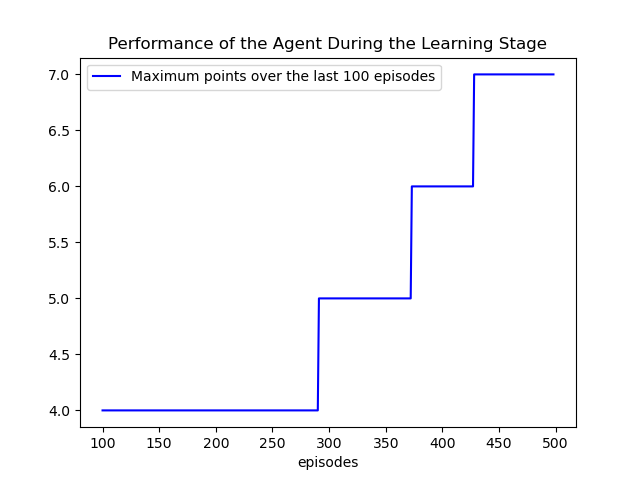 Performance of the Agent During the Learning Stage
Maximum points over the last 100 episodes
7.0
6.5
6.0
5.5
5.0
4.5
4.0
100 150 200 250 300 350 400 450 500
episodes